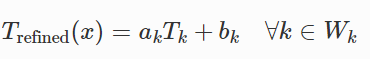 T_refined(x) = a_k T_k + b_k ∀k ∈ W_k